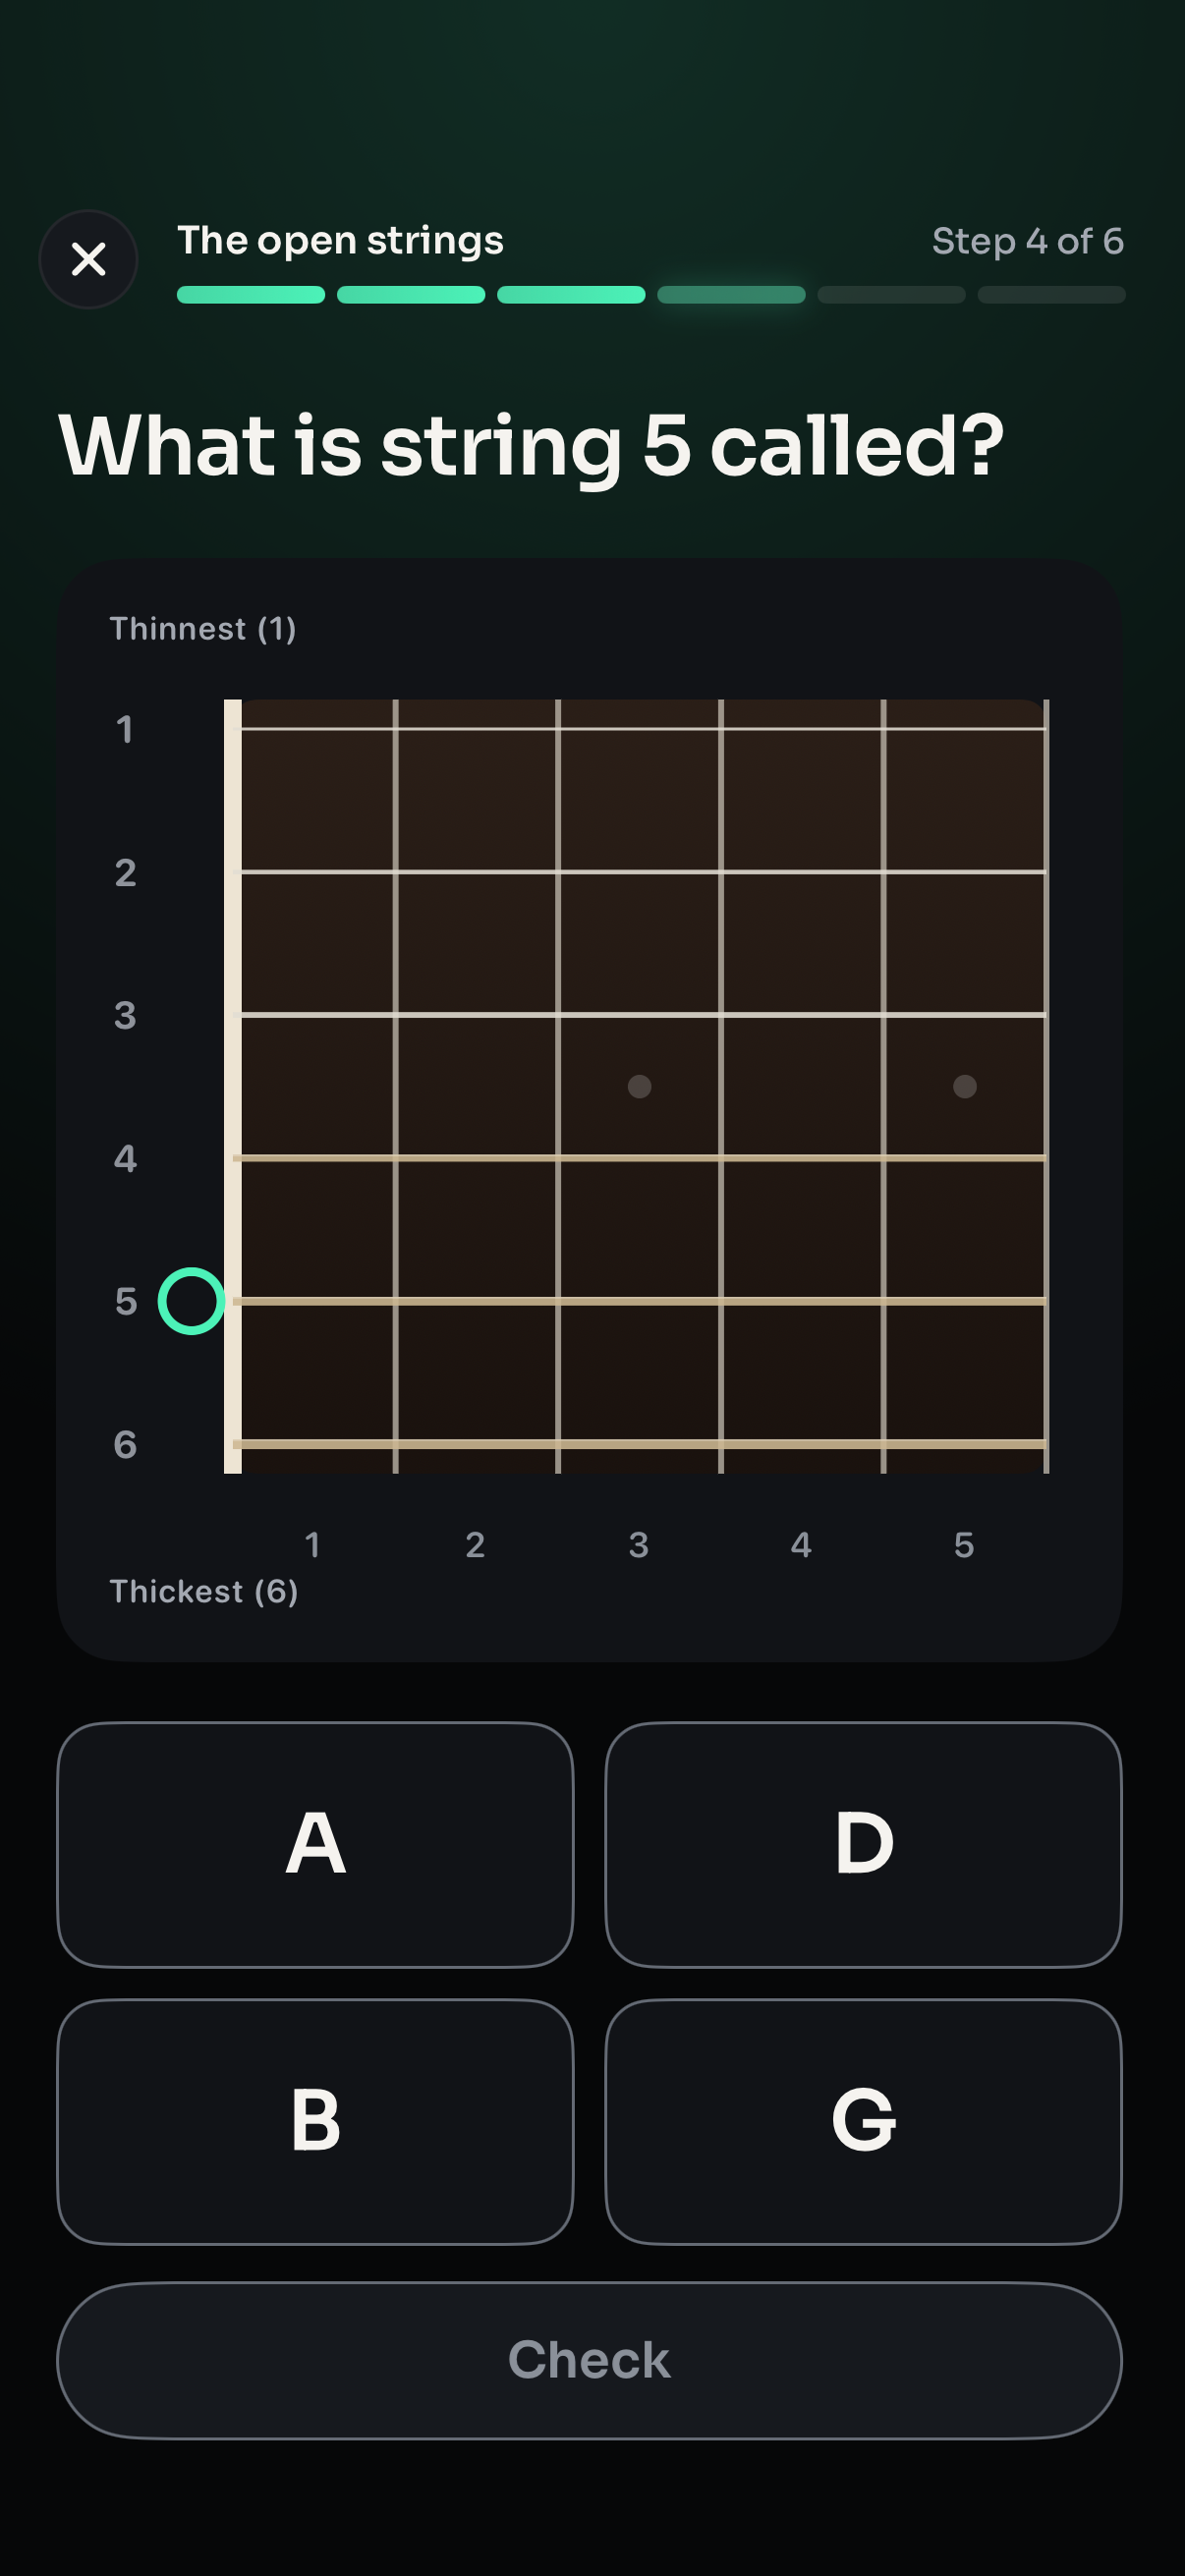 The open strings
Step 4 of 6
What is string 5 called?
Thinnest (1)
1
2
3
4
5
6
1 2 3 4 5
Thickest (6)
A D
B G
Check